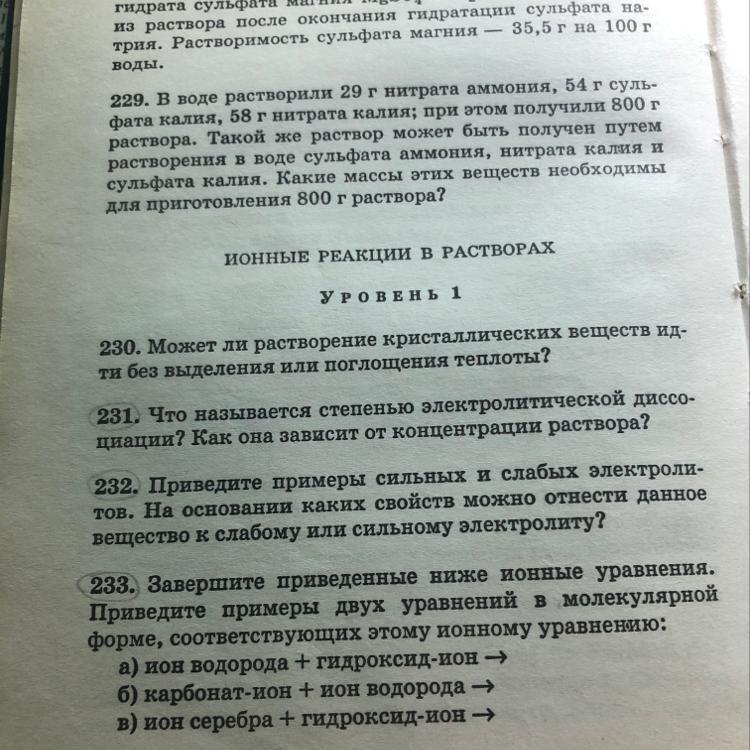 гидрата сульфата магния
из раствора после окончания гидратации сульфата на-
трия. Растворимость сульфата магния — 35,5 г на 100 г
воды.
229. В воде растворили 29 г нитрата аммония, 54 г суль-
фата калия, 58 г нитрата калия; при этом получили 800 г
раствора. Такой же раствор может быть получен путем
растворения в воде сульфата аммония, нитрата калия и
сульфата калия. Какие массы этих веществ необходимы
для приготовления 800 г раствора?
ИОННЫЕ РЕАКЦИИ В РАСТВОРАХ
УРОВЕНЬ 1
230. Может ли растворение кристаллических веществ ид-
ти без выделения или поглощения теплоты?
231. Что называется степенью электролитической диссо-
циации? Как она зависит от концентрации раствора?
232. Приведите примеры сильных и слабых электроли-
тов. На основании каких свойств можно отнести данное
вещество к слабому или сильному электролиту?
233. Завершите приведенные ниже ионные уравнения.
Приведите примеры двух уравнений в молекулярной
форме, соответствующих этому ионному уравнению:
а) ион водорода + гидроксид-ион →
б) карбонат-ион + ион водорода →
в) ион серебра + гидроксид-ион →